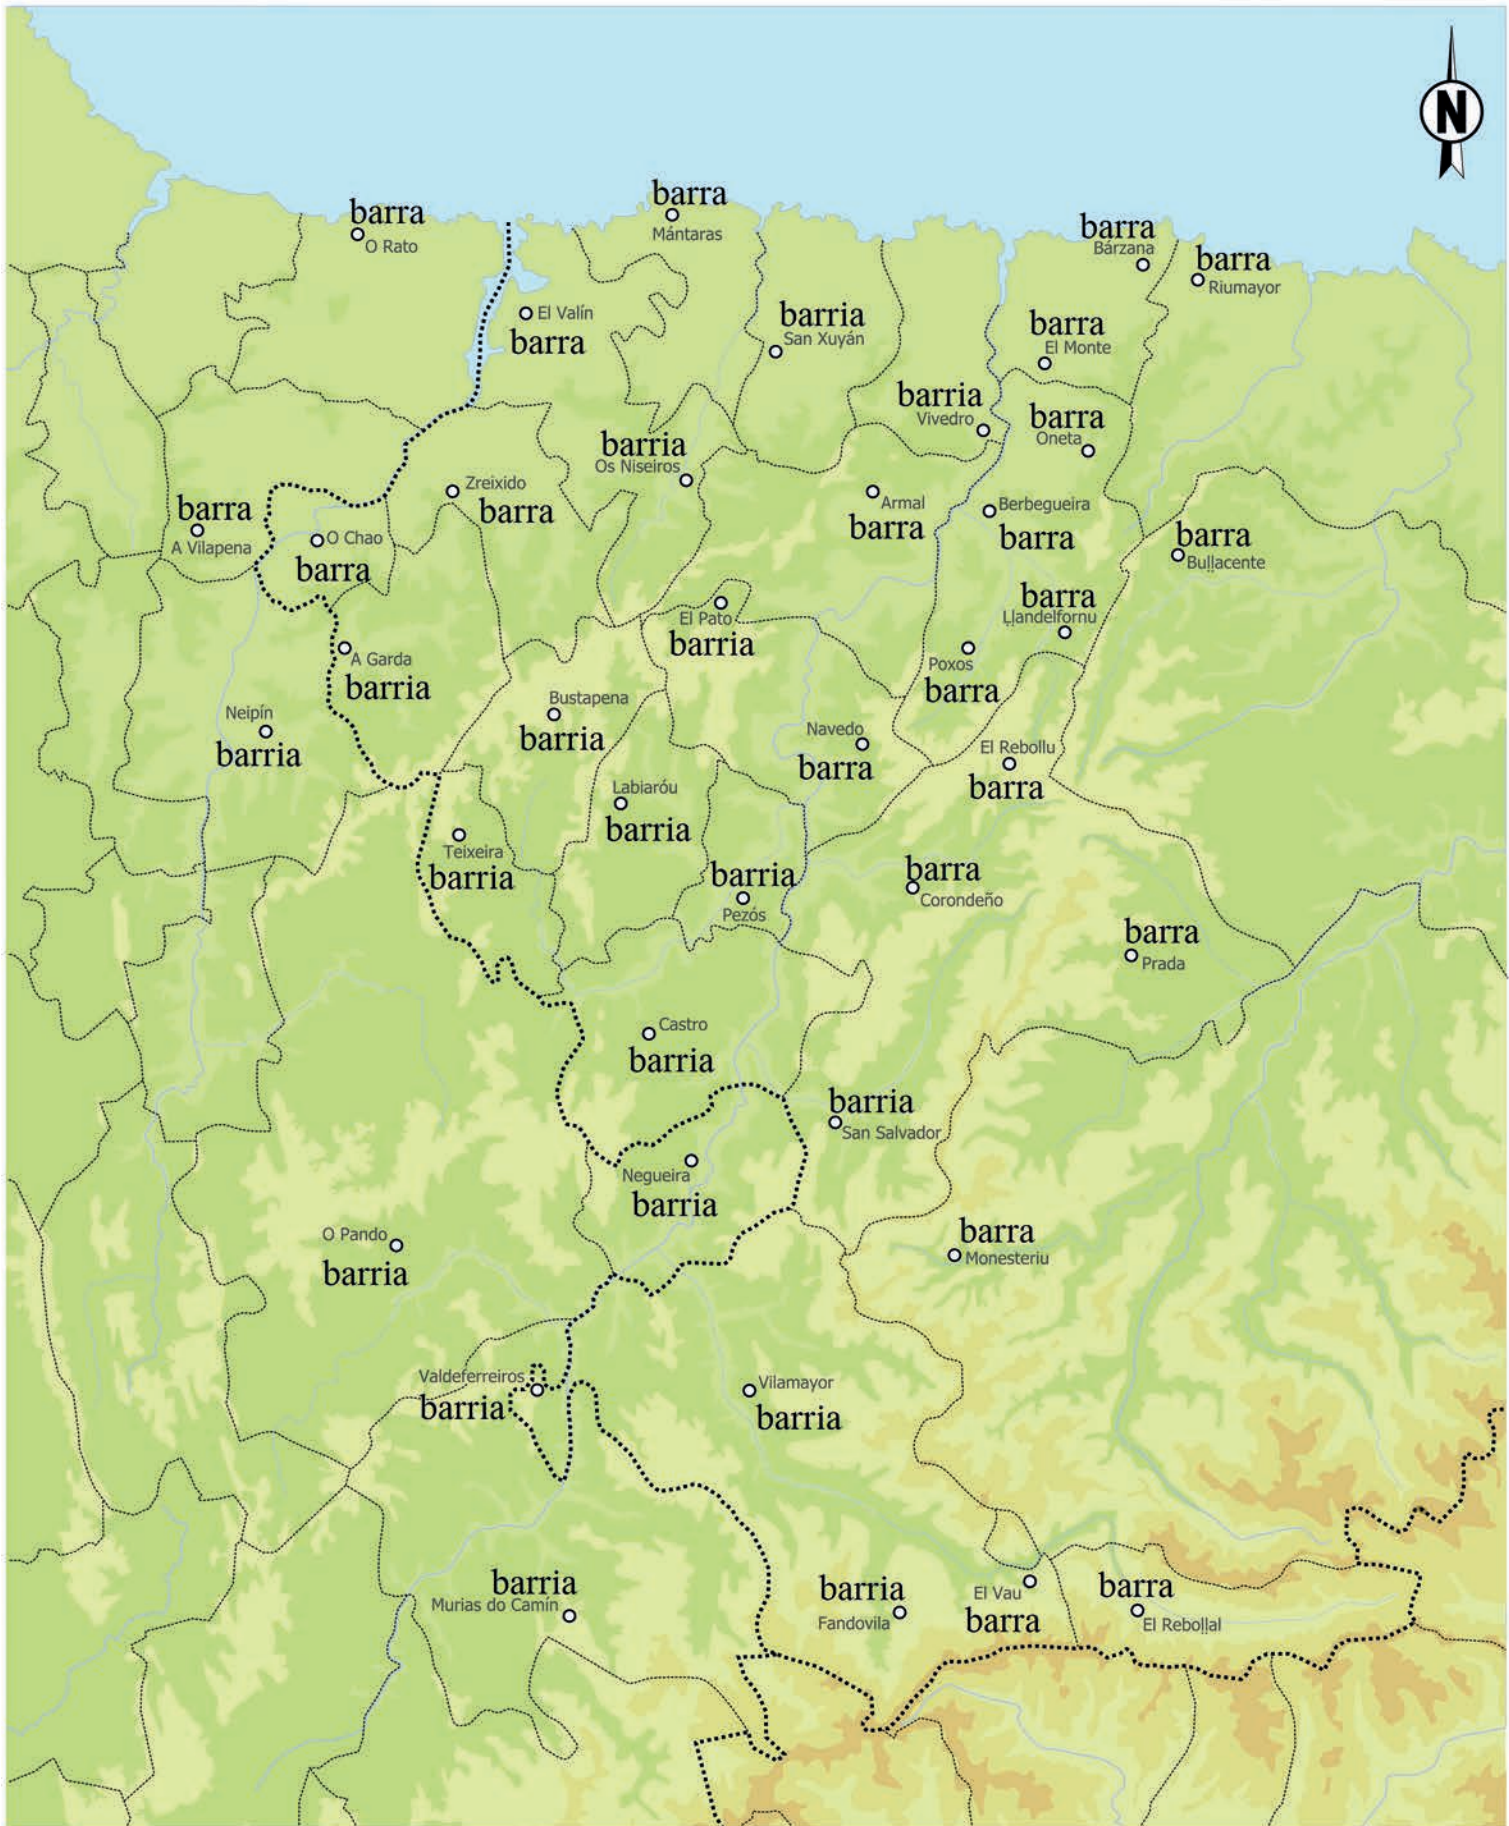 N
barra
O Rato
barra
Mántaras
barra
Bárzana
barra
Riumayor
El Valín
barra
barria
San Xuyán
barra
El Monte
barria
Vivedro
barra
Oneta
barria
Os Niseiros
Zreixido
barra
Armal
barra
Berbegueira
barra
barra
A Vilapena
O Chao
barra
barra
Buḷḷacente
barra
Ḷḷandelfornu
El Pato
barria
A Garda
barria
Poxos
barra
Neipín
barria
Bustapena
barria
Navedo
barra
El Rebollu
barra
Labiaróu
barria
Teixeira
barria
barria
Pezós
barra
Corondeño
barra
Prada
Castro
barria
barria
San Salvador
Negueira
barria
O Pando
barria
barra
Monesteriu
Valdeferreiros
barria
Vilamayor
barria
barria
Murias do Camín
barria
Fandovila
El Vau
barra
barra
El Reboḷḷal